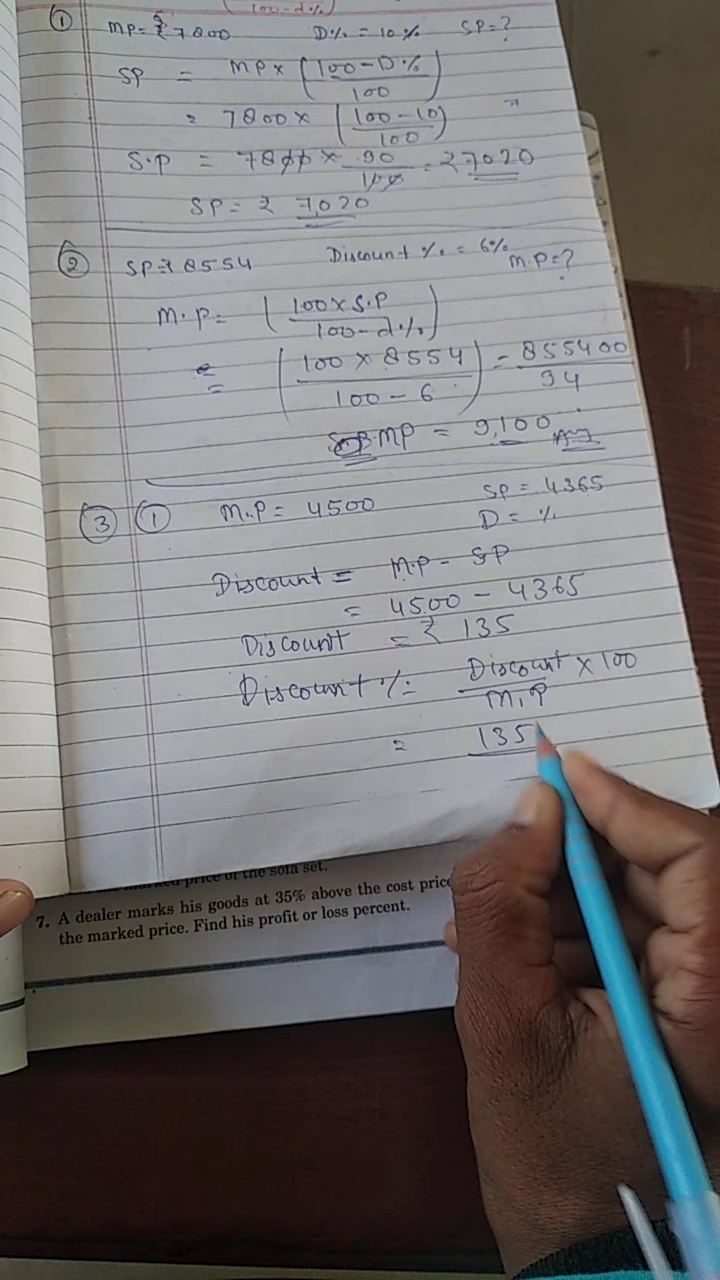 100-d%
① MP= ₹7800 D% = 10% SP=?
SP = MP× (100-D% / 100)
= 7800× (100-10 / 100)
S.P = 7800 × 90 / 100 = ₹7020
SP= ₹ 7,020
② SP=₹8554 Discount %. = 6% M.P=?
M.P= (100×S.P / 100-d%)
= (100 × 8554 / 100-6) = 855400 / 94
MP = 9,100 Ans
③ ① M.P= 4500 SP = 4365
D = %
Discount = M.P - SP
= 4500 - 4365
Discount = ₹ 135
Discount %= Discount / M.P × 100
= 135
price of the sofa set.
7. A dealer marks his goods at 35% above the cost price
the marked price. Find his profit or loss percent.